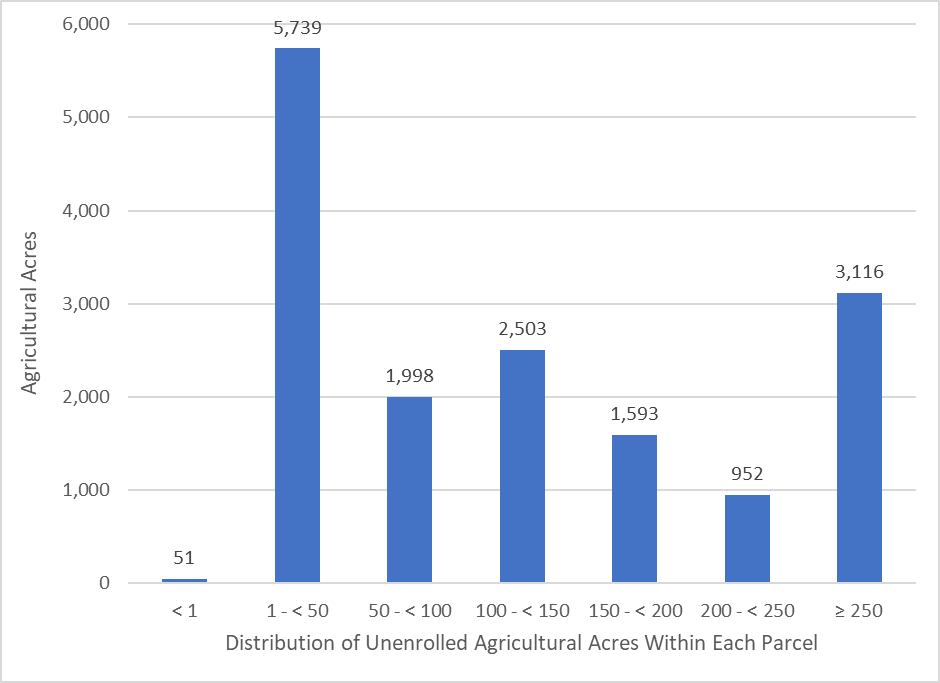 6,000
5,000
4,000
3,000
2,000
1,000
0
Agricultural Acres
51
5,739
1,998
2,503
1,593
952
3,116
< 1
1 - < 50
50 - < 100
100 - < 150
150 - < 200
200 - < 250
≥ 250
Distribution of Unenrolled Agricultural Acres Within Each Parcel